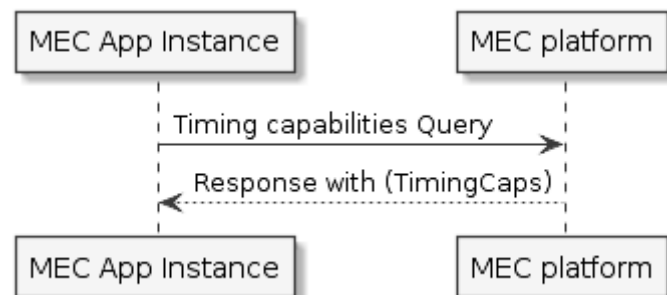 MEC App Instance
MEC platform
Timing capabilities Query
Response with (TimingCaps)
MEC App Instance
MEC platform